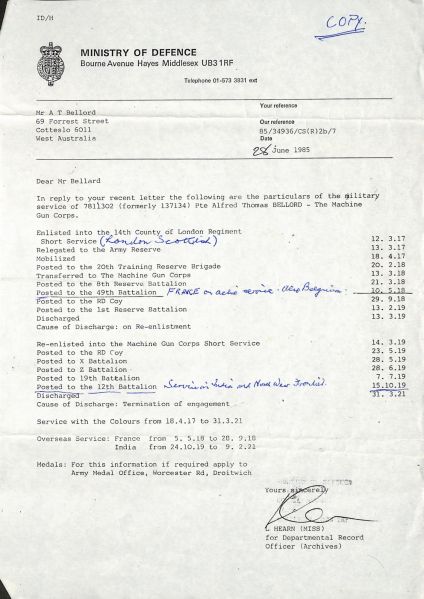 ID/H
COPY.
MINISTRY OF DEFENCE
Bourne Avenue Hayes Middlesex UB3 1RF
Telephone 01-573 3831 ext
Your reference
Mr A T Bellord
69 Forrest Street
Cotteslo 6011
West Australia
Our reference
85/34936/CS(R)2b/7
Date
28 June 1985
Dear Mr Bellard
In reply to your recent letter the following are the particulars of the military
service of 7811302 (formerly 137134) Pte Alfred Thomas BELLORD - The Machine
Gun Corps.
Enlisted into the 14th County of London Regiment
Short Service (London Scottish) 12. 3.17
Relegated to the Army Reserve 13. 3.17
Mobilized 18. 4.17
Posted to the 20th Training Reserve Brigade 20. 2.18
Transferred to The Machine Gun Corps 13. 3.18
Posted to the 8th Reserve Battalion 21. 3.18
Posted to the 49th Battalion FRANCE on active service - also Belgium. 10. 5.18
Posted to the RD Coy 29. 9.18
Posted to the 1st Reserve Battalion 13. 2.19
Discharged 13. 3.19
Cause of Discharge: On Re-enlistment
Re-enlisted into the Machine Gun Corps Short Service 14. 3.19
Posted to the RD Coy 23. 5.19
Posted to X Battalion 28. 5.19
Posted to Z Battalion 28. 6.19
Posted to 19th Battalion 7. 7.19
Posted to the 12th Battalion Service in India and North West Frontier. 15.10.19
Discharged 31. 3.21
Cause of Discharge: Termination of engagement
Service with the Colours from 18.4.17 to 31.3.21
Overseas Service: France from 5. 5.18 to 28. 9.18
India from 24.10.19 to 9. 2.21
Medals: For this information if required apply to
Army Medal Office, Worcester Rd, Droitwich
Yours sincerely
L HEARN (MISS)
for Departmental Record
Officer (Archives)